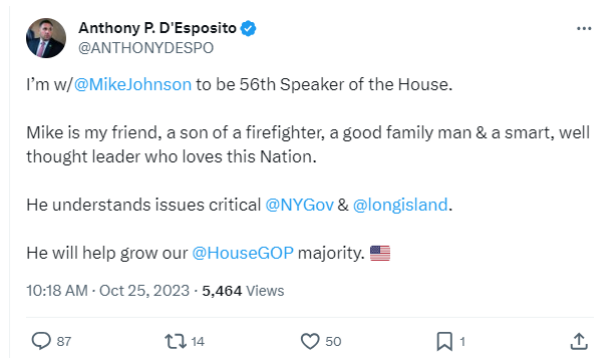 Anthony P. D'Esposito
@ANTHONYDESPO
I'm w/@MikeJohnson to be 56th Speaker of the House.
Mike is my friend, a son of a firefighter, a good family man & a smart, well
thought leader who loves this Nation.
He understands issues critical @NYGov & @longisland.
He will help grow our @HouseGOP majority. 🇺🇸
10:18 AM · Oct 25, 2023 · 5,464 Views
87 14 50 1